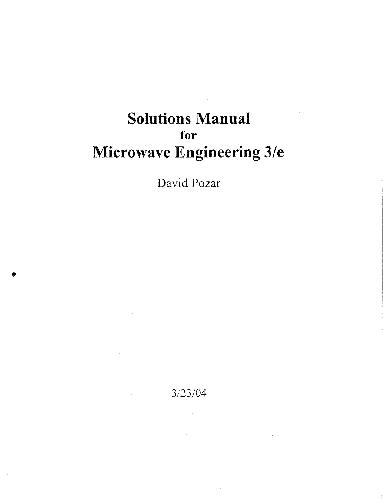 Solutions Manual
for
Microwave Engineering 3/e
David Pozar
3/23/04